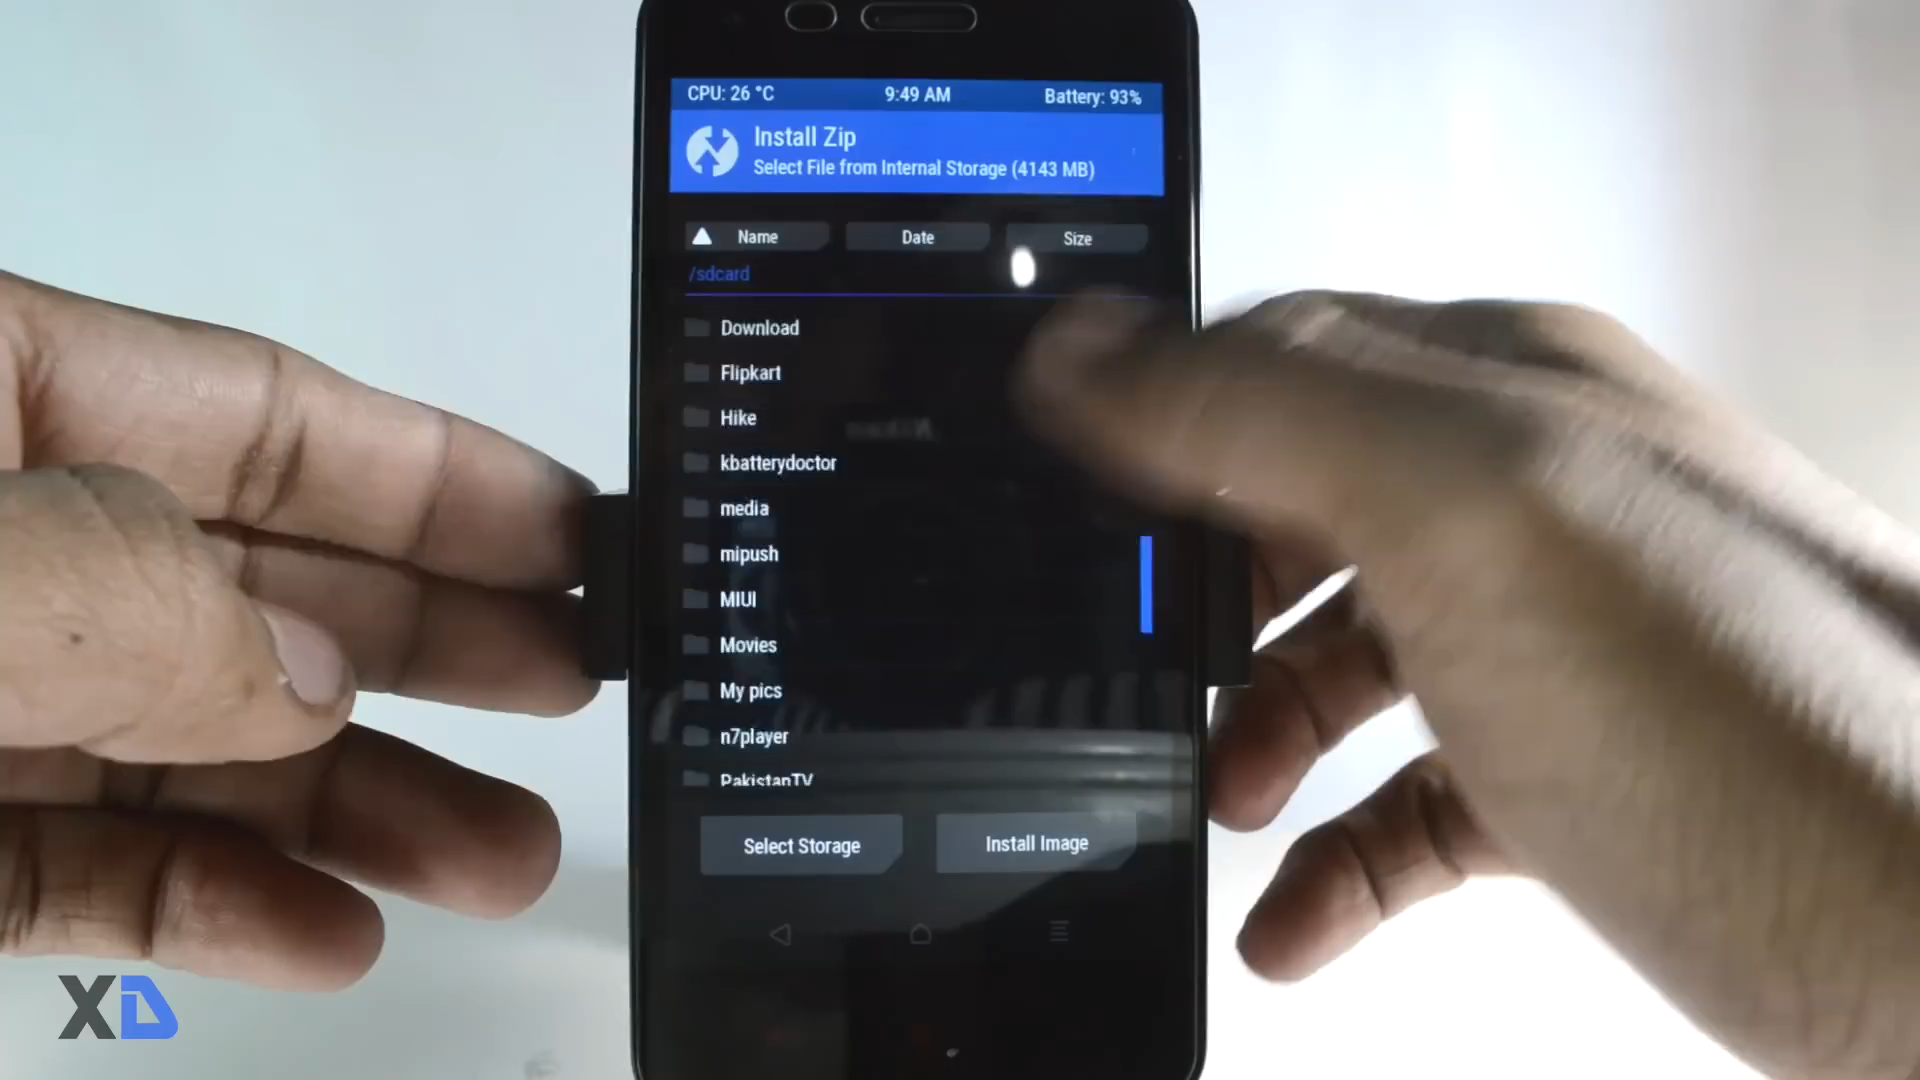 CPU: 26 °C 9:49 AM Battery: 93%
Install Zip
Select File from Internal Storage (4143 MB)
Name Date Size
/sdcard
Download
Flipkart
Hike
kbatterydoctor
media
mipush
MIUI
Movies
My pics
n7player
PakistanTV
Select Storage Install Image
XD